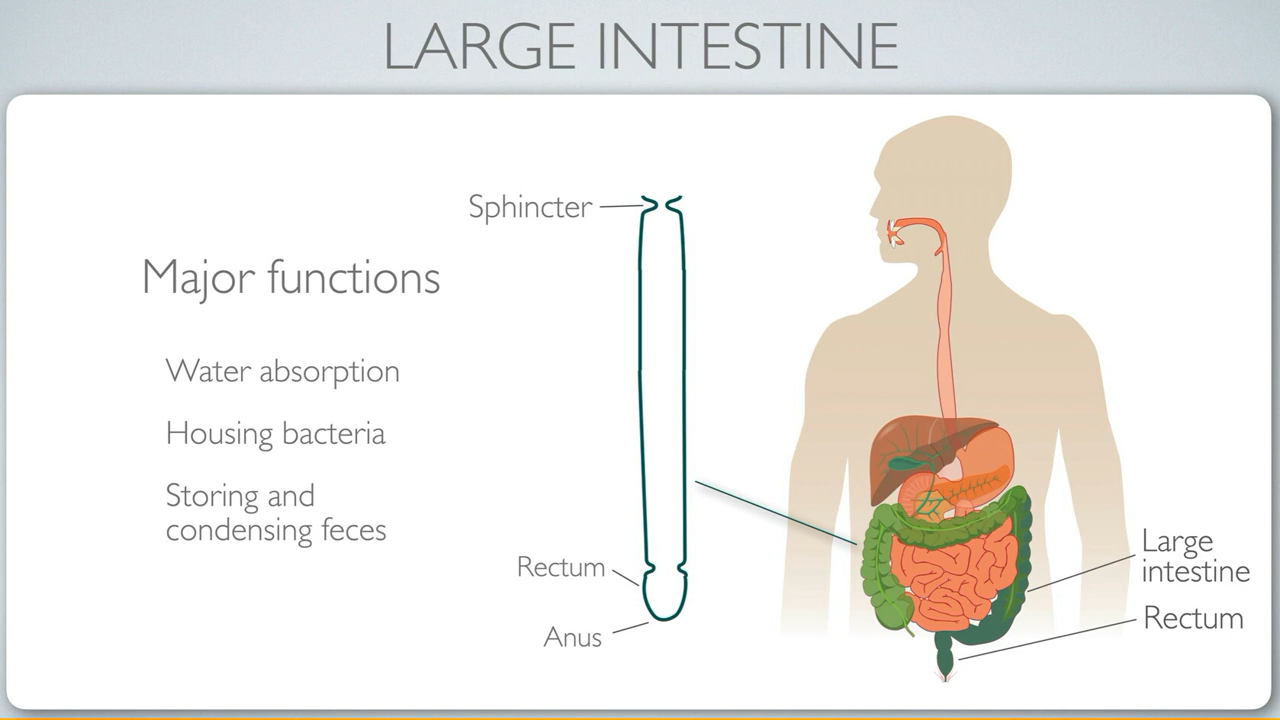 LARGE INTESTINE
Major functions
Water absorption
Housing bacteria
Storing and
condensing feces
Sphincter
Rectum
Anus
Large
intestine
Rectum